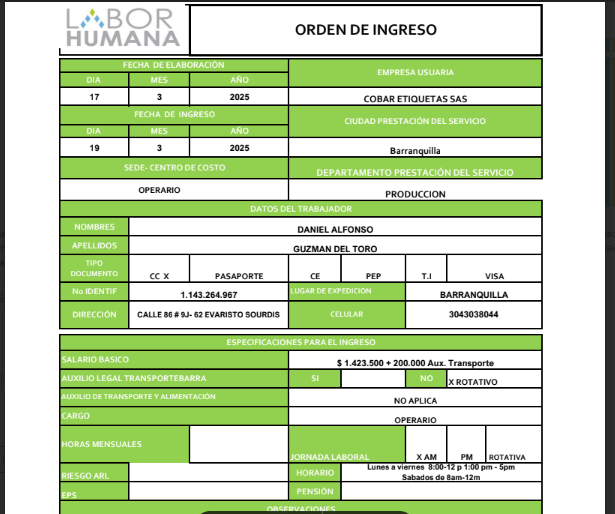 LABOR
HUMANA
ORDEN DE INGRESO
FECHA DE ELABORACIÓN
EMPRESA USUARIA
DIA MES AÑO
17 3 2025 COBAR ETIQUETAS SAS
FECHA DE INGRESO
CIUDAD PRESTACIÓN DEL SERVICIO
DIA MES AÑO
19 3 2025 Barranquilla
SEDE- CENTRO DE COSTO DEPARTAMENTO PRESTACIÓN DEL SERVICIO
OPERARIO PRODUCCION
DATOS DEL TRABAJADOR
NOMBRES DANIEL ALFONSO
APELLIDOS GUZMAN DEL TORO
TIPO
DOCUMENTO CC X PASAPORTE CE PEP T.I VISA
No IDENTIF 1.143.264.967 LUGAR DE EXPEDICION BARRANQUILLA
DIRECCIÓN CALLE 86 # 9J- 62 EVARISTO SOURDIS CELULAR 3043038044
ESPECIFICACIONES PARA EL INGRESO
SALARIO BASICO $ 1.423.500 + 200.000 Aux. Transporte
AUXILIO LEGAL TRANSPORTEBARRA SI NO X ROTATIVO
AUXILIO DE TRANSPORTE Y ALIMENTACIÓN NO APLICA
CARGO OPERARIO
HORAS MENSUALES JORNADA LABORAL X AM PM ROTATIVA
RIESGO ARL HORARIO Lunes a viernes 8:00-12 p 1:00 pm - 5pm
Sabados de 8am-12m
EPS PENSIÓN
OBSERVACIONES